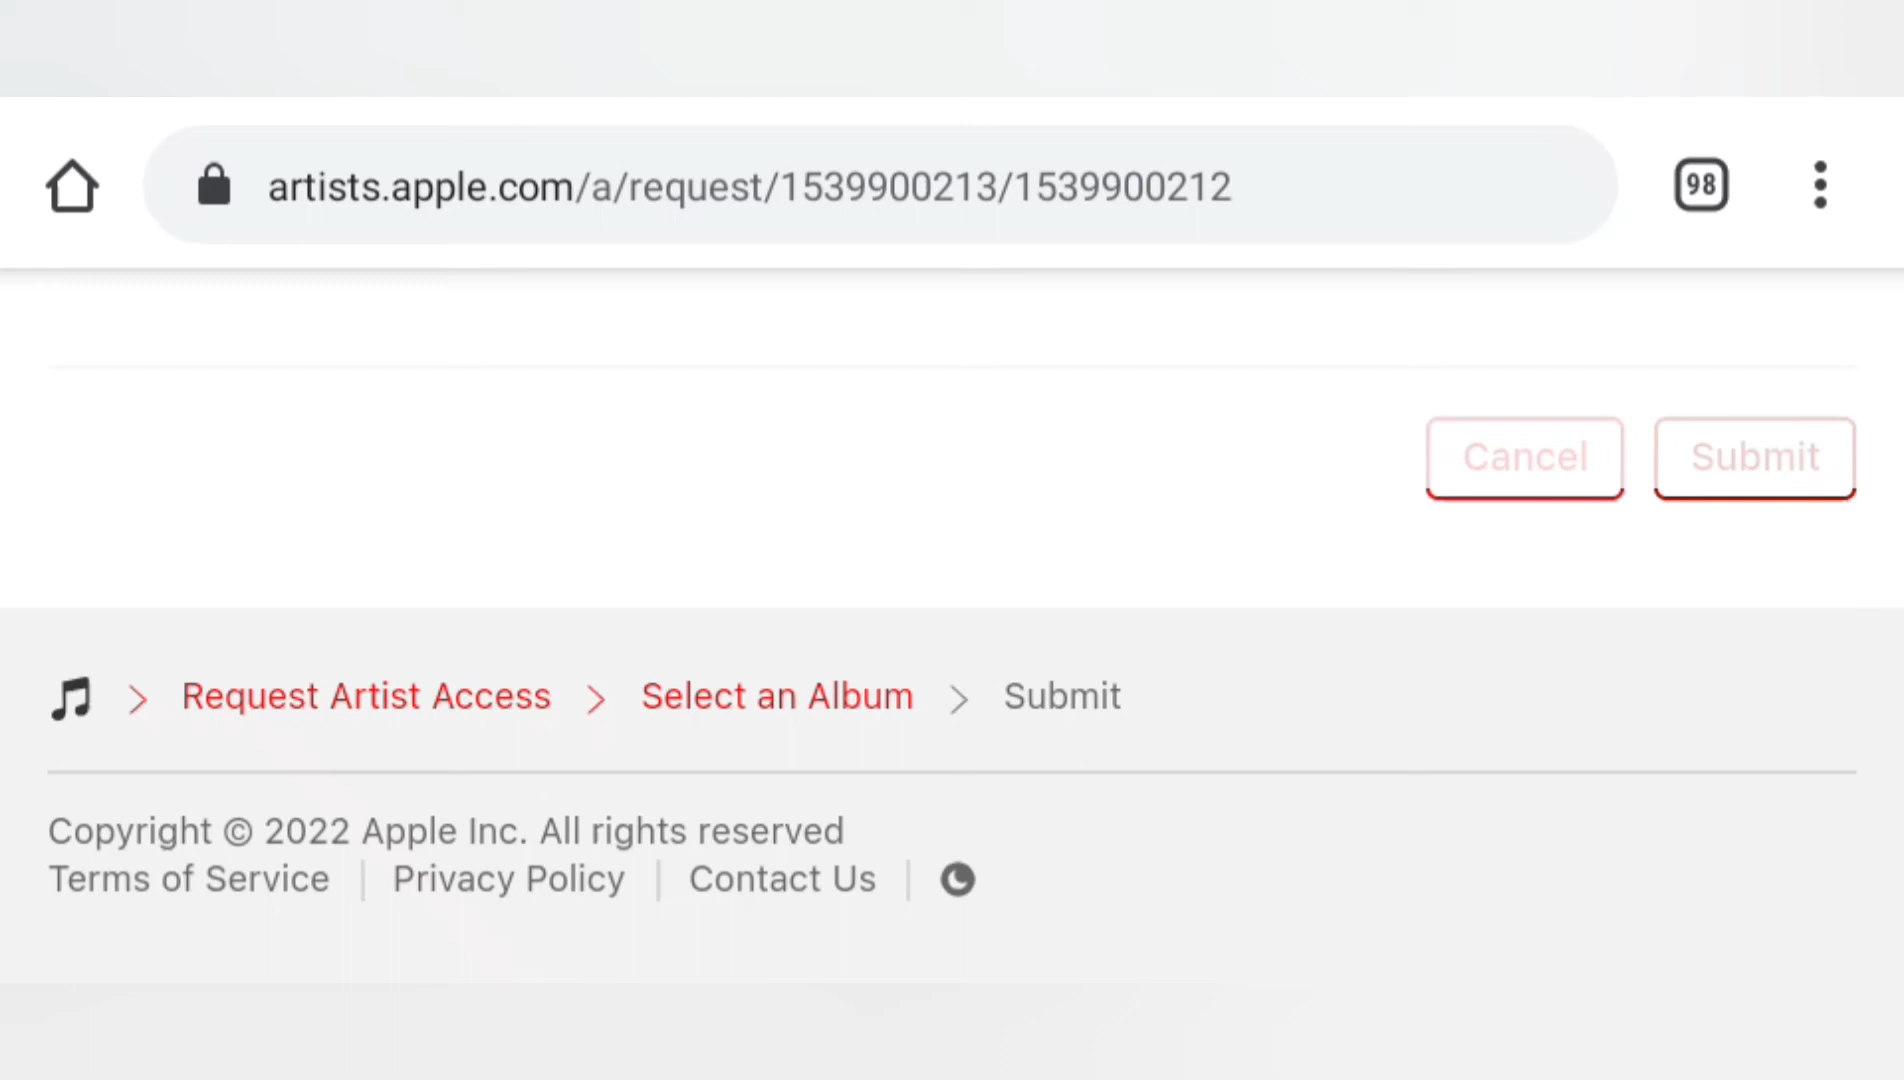 artists.apple.com/a/request/1539900213/1539900212
98
Cancel Submit
Request Artist Access > Select an Album > Submit
Copyright © 2022 Apple Inc. All rights reserved
Terms of Service | Privacy Policy | Contact Us